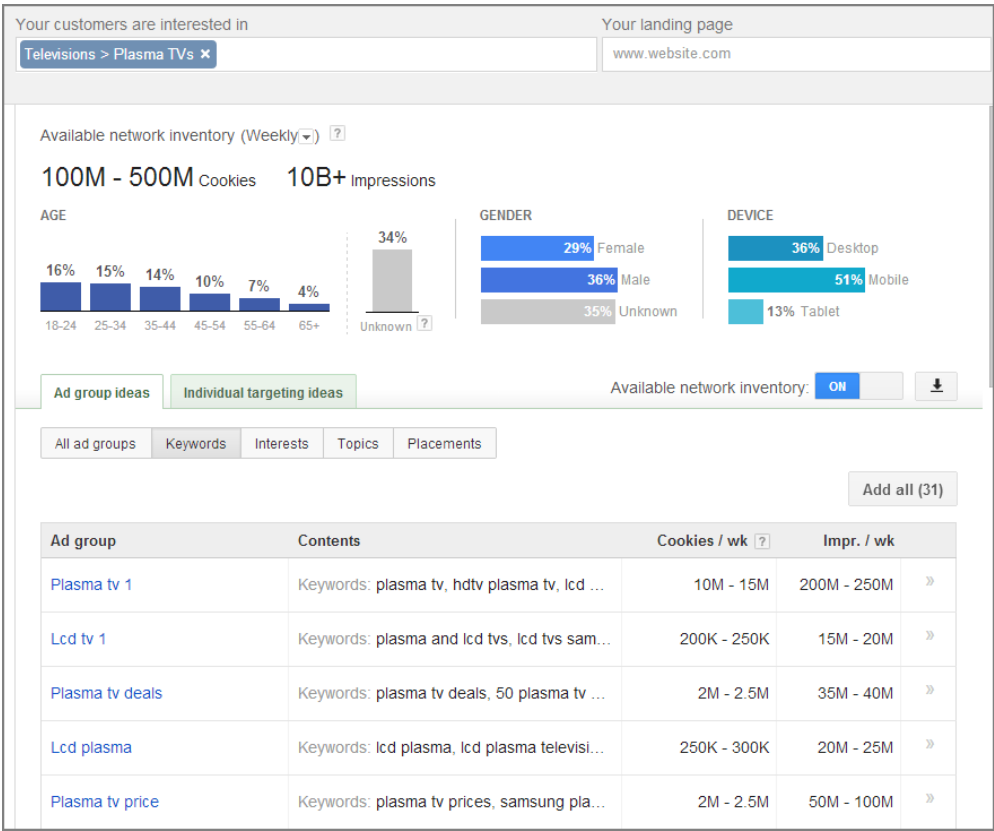 Your customers are interested in Your landing page
Televisions > Plasma TVs × www.website.com
Available network inventory (Weekly ) ?
100M - 500M Cookies 10B+ Impressions
AGE GENDER DEVICE
34%
29% Female 36% Desktop
16% 15% 14% 10% 7% 4%
36% Male 51% Mobile
35% Unknown 13% Tablet
18-24 25-34 35-44 45-54 55-64 65+ Unknown ?
Ad group ideas Individual targeting ideas Available network inventory: ON
All ad groups Keywords Interests Topics Placements
Add all (31)
Ad group Contents Cookies / wk ? Impr. / wk
Plasma tv 1 Keywords: plasma tv, hdtv plasma tv, lcd ... 10M - 15M 200M - 250M »
Lcd tv 1 Keywords: plasma and lcd tvs, lcd tvs sam... 200K - 250K 15M - 20M »
Plasma tv deals Keywords: plasma tv deals, 50 plasma tv ... 2M - 2.5M 35M - 40M »
Lcd plasma Keywords: lcd plasma, lcd plasma televisi... 250K - 300K 20M - 25M »
Plasma tv price Keywords: plasma tv prices, samsung pla... 2M - 2.5M 50M - 100M »